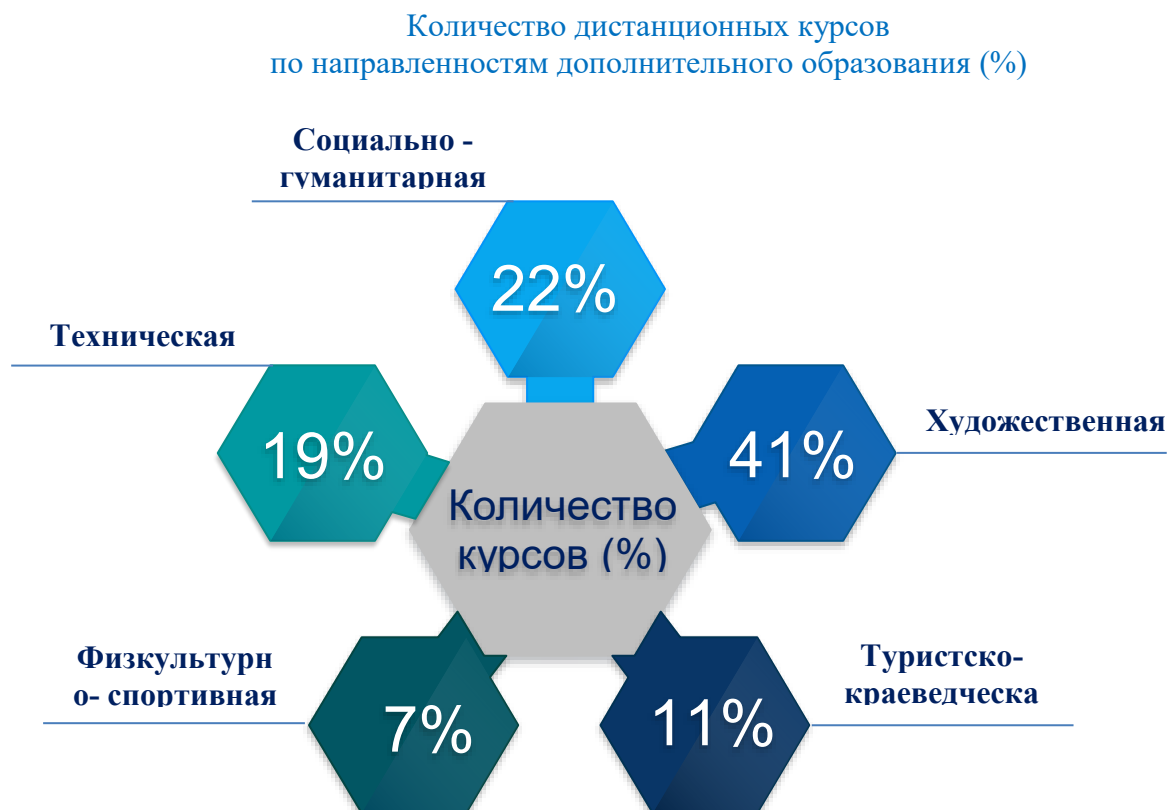 Количество дистанционных курсов
по направленностям дополнительного образования (%)
Социально -
гуманитарная
22%
Техническая
19%
Художественная
41%
Количество
курсов (%)
Физкультурн
о- спортивная
7%
Туристско-
краеведческа
11%